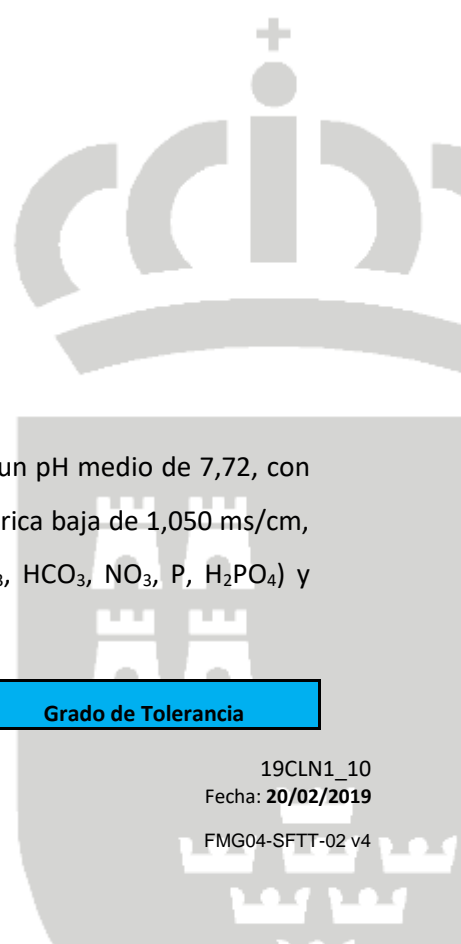 un pH medio de 7,72, con
rica baja de 1,050 ms/cm,
₃, HCO₃, NO₃, P, H₂PO₄) y
Grado de Tolerancia
19CLN1_10
Fecha: 20/02/2019
FMG04-SFTT-02 v4